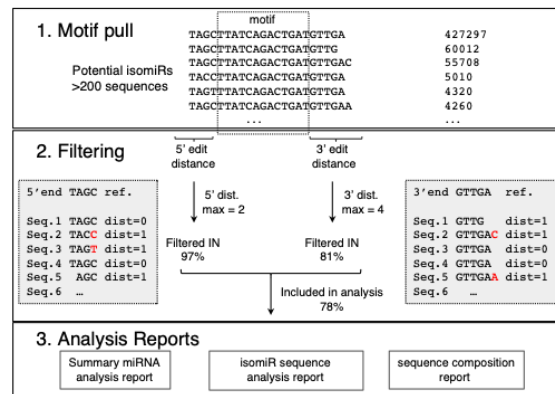 1. Motif pull
motif
Potential isomiRs
>200 sequences
TAGCTTATCAGACTGATGTTGA 427297
TAGCTTATCAGACTGATGTTG 60012
TAGCTTATCAGACTGATGTTGAC 55708
TACCTTATCAGACTGATGTTGA 5010
TAGTTTATCAGACTGATGTTGA 4320
TAGCTTATCAGACTGATGTTGAA 4260
... ...
2. Filtering
5' edit
distance
3' edit
distance
5' dist.
max = 2
3' dist.
max = 4
Filtered IN
97%
Filtered IN
81%
Included in analysis
78%
5'end TAGC ref.
Seq.1 TAGC dist=0
Seq.2 TACC dist=1
Seq.3 TAGT dist=1
Seq.4 TAGC dist=0
Seq.5 AGC dist=1
Seq.6 …
3'end GTTGA ref.
Seq.1 GTTG dist=1
Seq.2 GTTGAC dist=1
Seq.3 GTTGA dist=0
Seq.4 GTTGA dist=0
Seq.5 GTTGAA dist=1
Seq.6 …
3. Analysis Reports
Summary miRNA
analysis report
isomiR sequence
analysis report
sequence composition
report